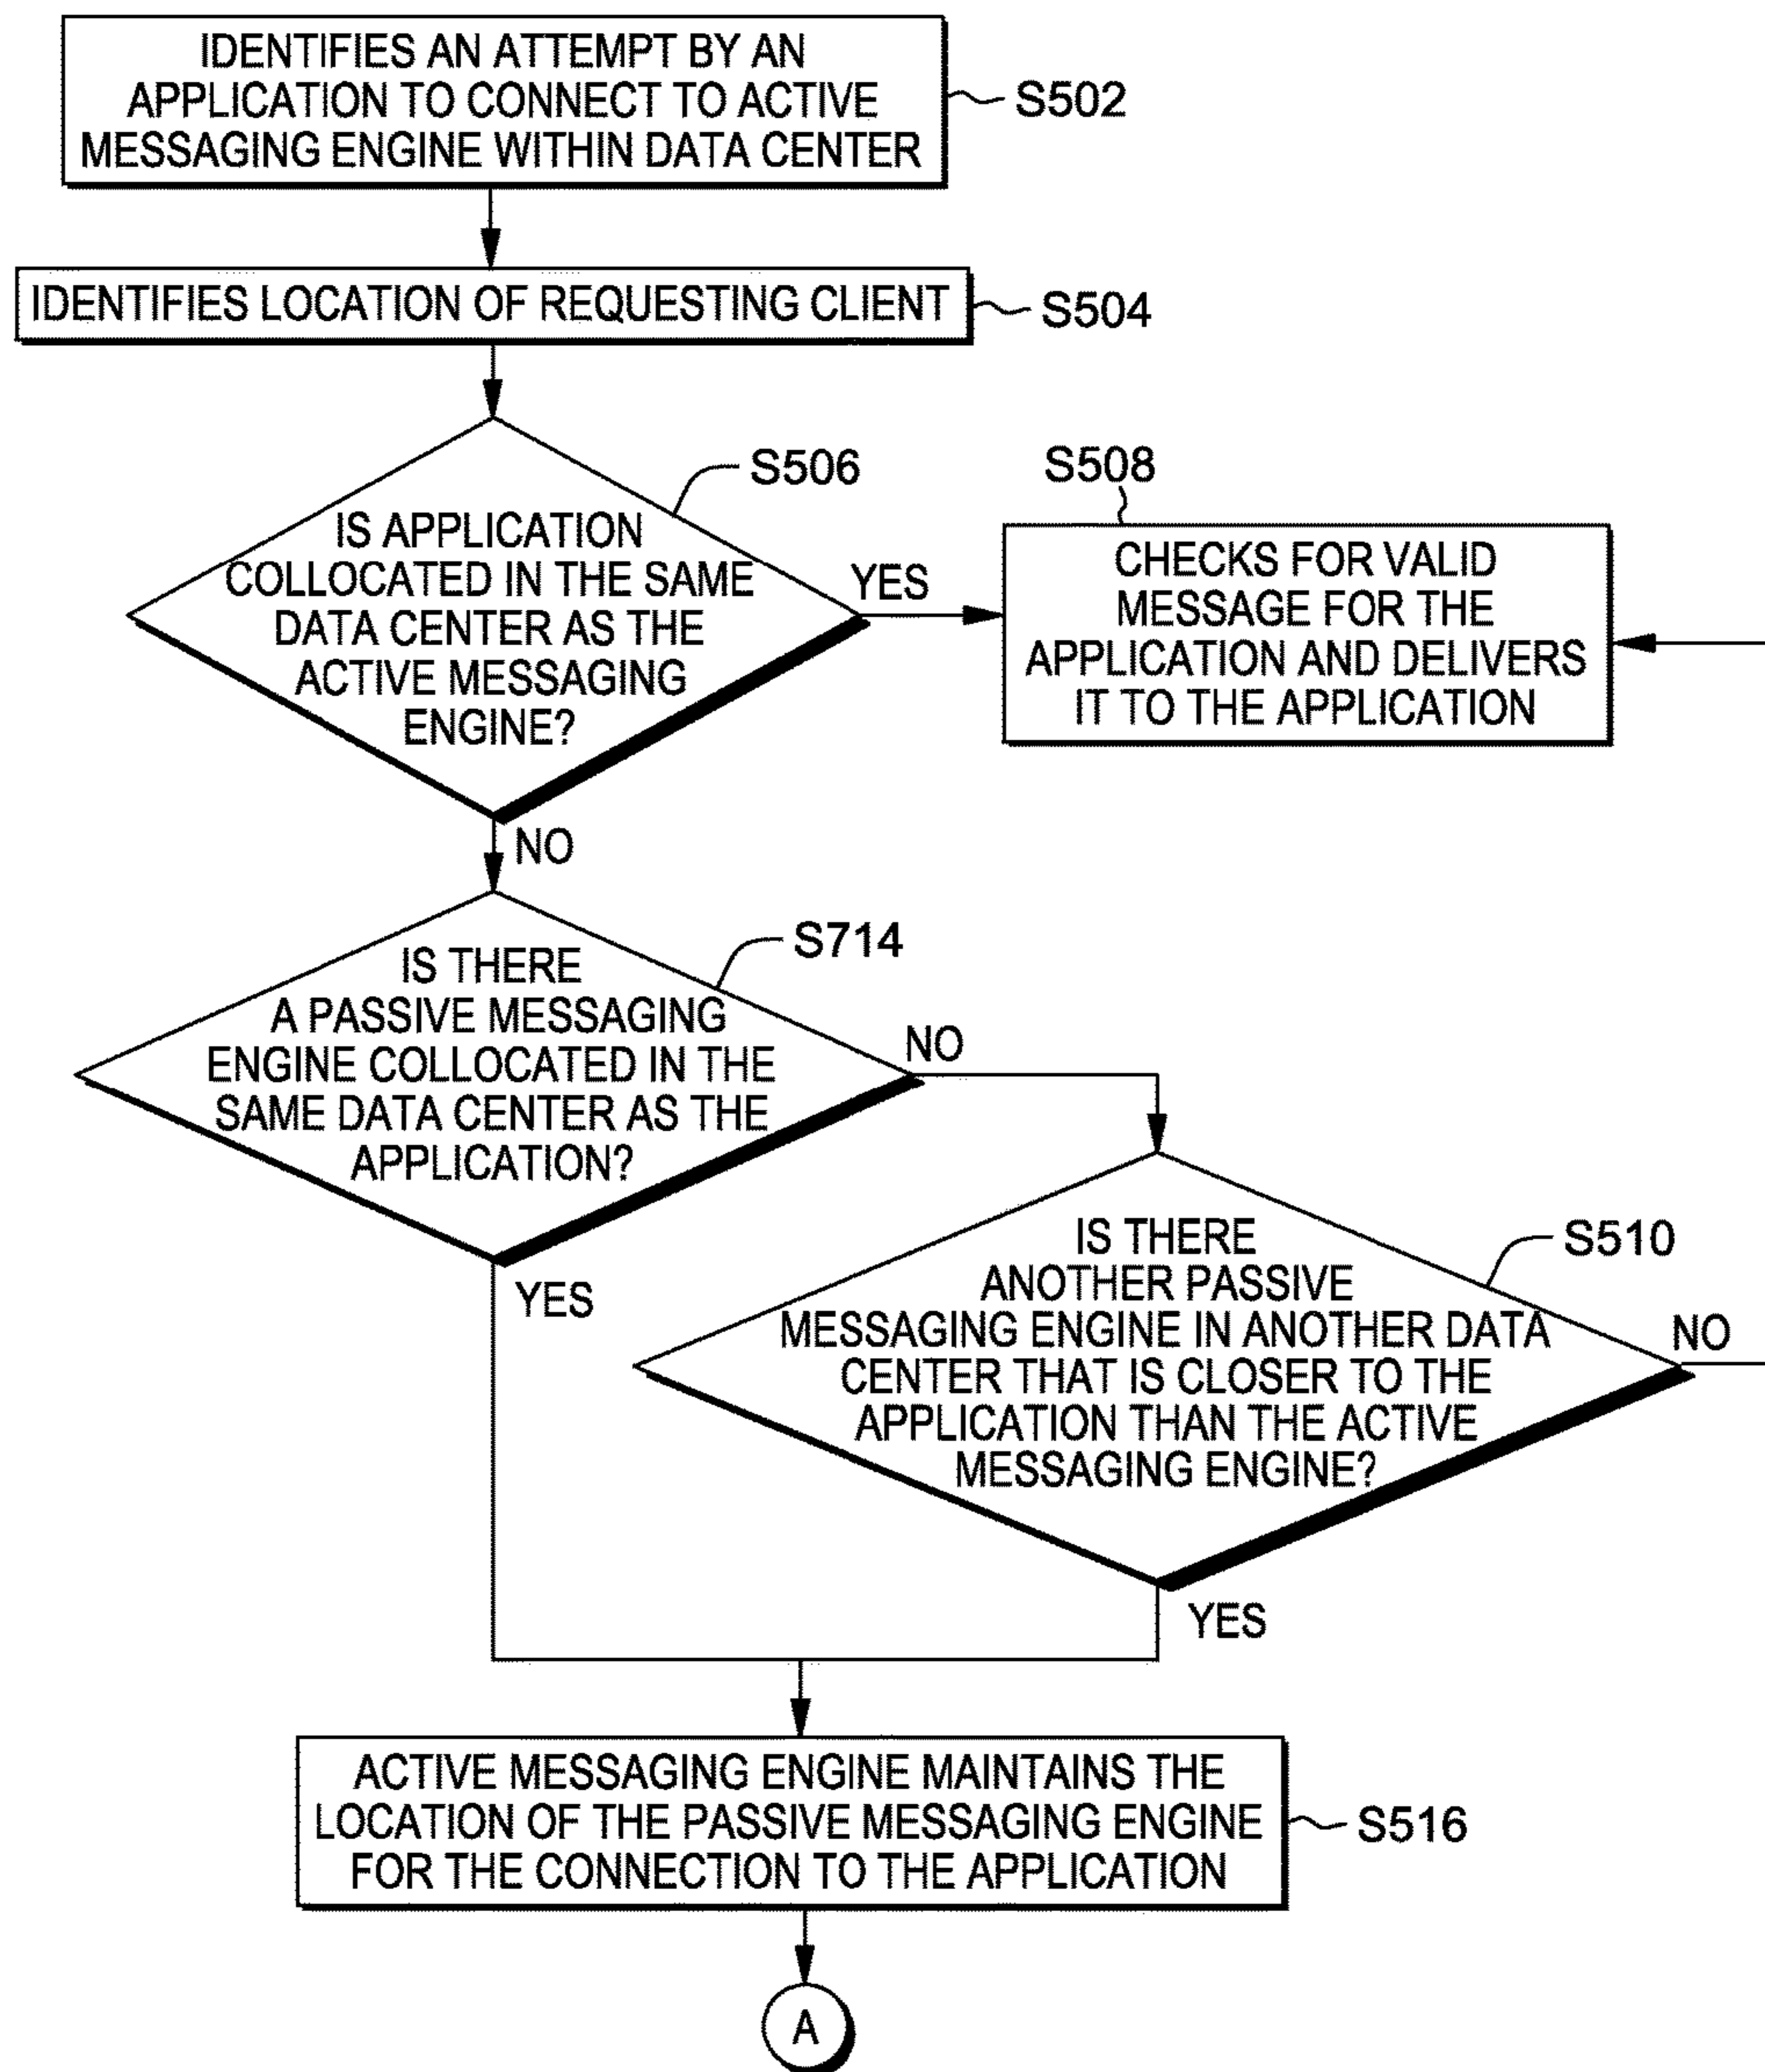 IDENTIFIES AN ATTEMPT BY AN
APPLICATION TO CONNECT TO ACTIVE
MESSAGING ENGINE WITHIN DATA CENTER
S502
IDENTIFIES LOCATION OF REQUESTING CLIENT
S504
S506
IS APPLICATION
COLLOCATED IN THE SAME
DATA CENTER AS THE
ACTIVE MESSAGING
ENGINE?
YES
S508
CHECKS FOR VALID
MESSAGE FOR THE
APPLICATION AND DELIVERS
IT TO THE APPLICATION
NO
S714
IS THERE
A PASSIVE MESSAGING
ENGINE COLLOCATED IN THE
SAME DATA CENTER AS THE
APPLICATION?
NO
YES
S510
IS THERE
ANOTHER PASSIVE
MESSAGING ENGINE IN ANOTHER DATA
CENTER THAT IS CLOSER TO THE
APPLICATION THAN THE ACTIVE
MESSAGING ENGINE?
NO
YES
ACTIVE MESSAGING ENGINE MAINTAINS THE
LOCATION OF THE PASSIVE MESSAGING ENGINE
FOR THE CONNECTION TO THE APPLICATION
S516
A